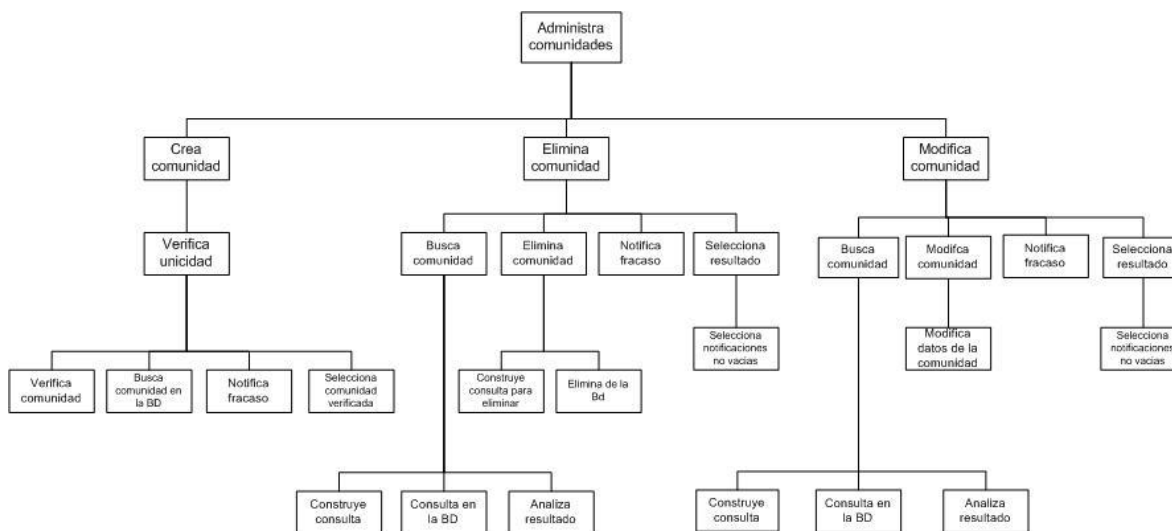 Administra
comunidades
Crea
comunidad
Elimina
comunidad
Modifica
comunidad
Verifica
unicidad
Busca
comunidad
Elimina
comunidad
Notifica
fracaso
Selecciona
resultado
Busca
comunidad
Modifca
comunidad
Notifica
fracaso
Selecciona
resultado
Selecciona
notificaciones
no vacias
Modifica
datos de la
comunidad
Selecciona
notificaciones
no vacias
Verifica
comunidad
Busca
comunidad en
la BD
Notifica
fracaso
Selecciona
comunidad
verificada
Construye
consulta para
eliminar
Elimina de la
Bd
Construye
consulta
Consulta en
la BD
Analiza
resultado
Construye
consulta
Consulta en
la BD
Analiza
resultado